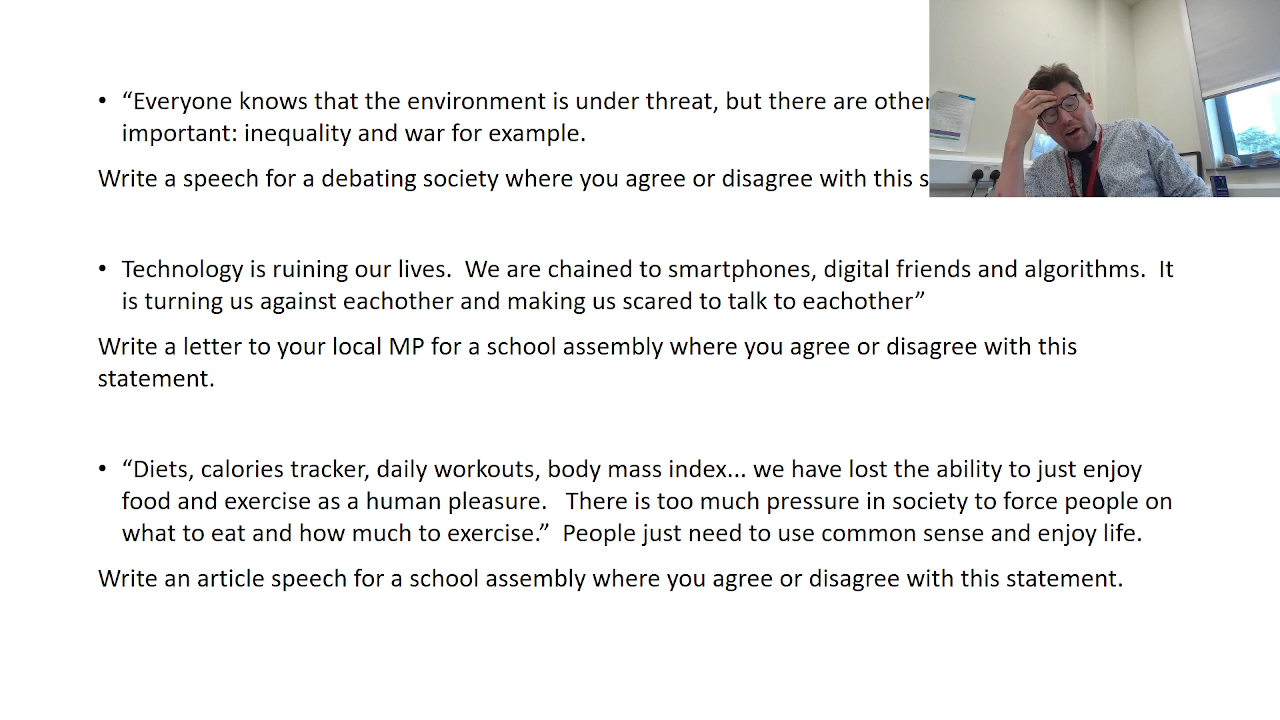 • “Everyone knows that the environment is under threat, but there are other
important: inequality and war for example.
Write a speech for a debating society where you agree or disagree with this s
• Technology is ruining our lives.  We are chained to smartphones, digital friends and algorithms.  It
is turning us against eachother and making us scared to talk to eachother”
Write a letter to your local MP for a school assembly where you agree or disagree with this
statement.
• “Diets, calories tracker, daily workouts, body mass index... we have lost the ability to just enjoy
food and exercise as a human pleasure.   There is too much pressure in society to force people on
what to eat and how much to exercise.”  People just need to use common sense and enjoy life.
Write an article speech for a school assembly where you agree or disagree with this statement.